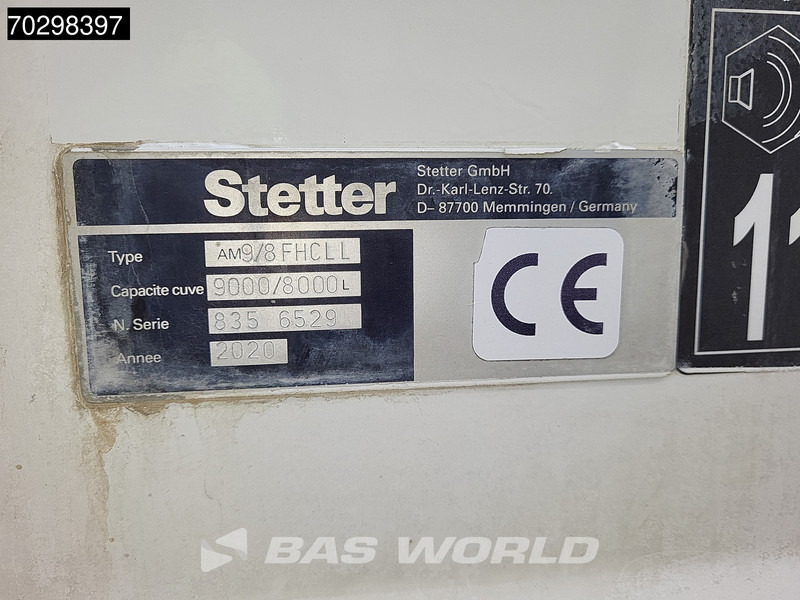 70298397
Stetter
Stetter GmbH
Dr.-Karl-Lenz-Str. 70
D– 87700 Memmingen / Germany
Type AM9/8FHCLL
Capacite cuve 9000/8000L
N. Serie 835 6529
Annee 2020
CE
BAS WORLD